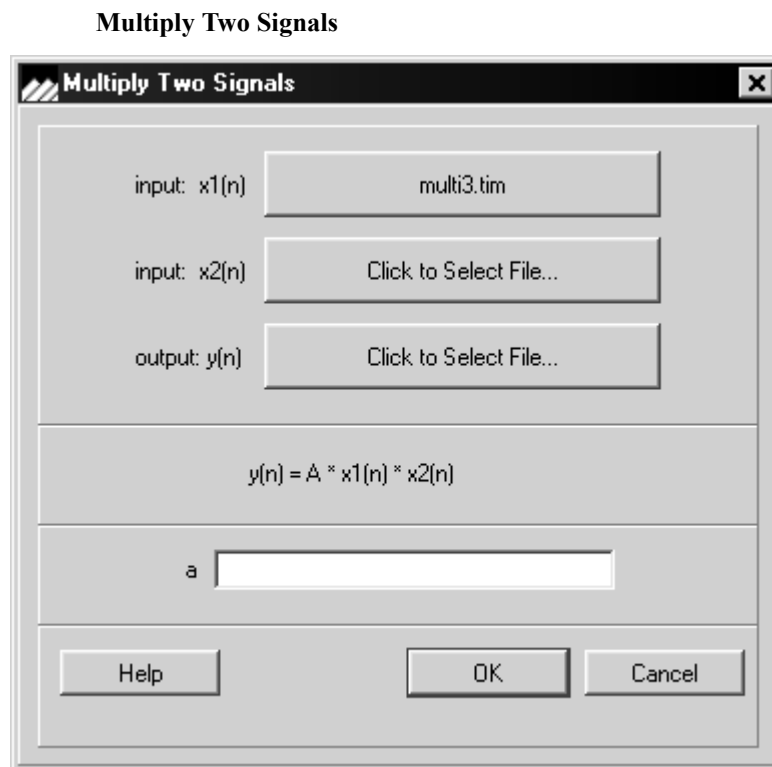 Multiply Two Signals
Multiply Two Signals
input: x1(n) multi3.tim
input: x2(n) Click to Select File...
output: y(n) Click to Select File...
y(n) = A * x1(n) * x2(n)
a
Help OK Cancel